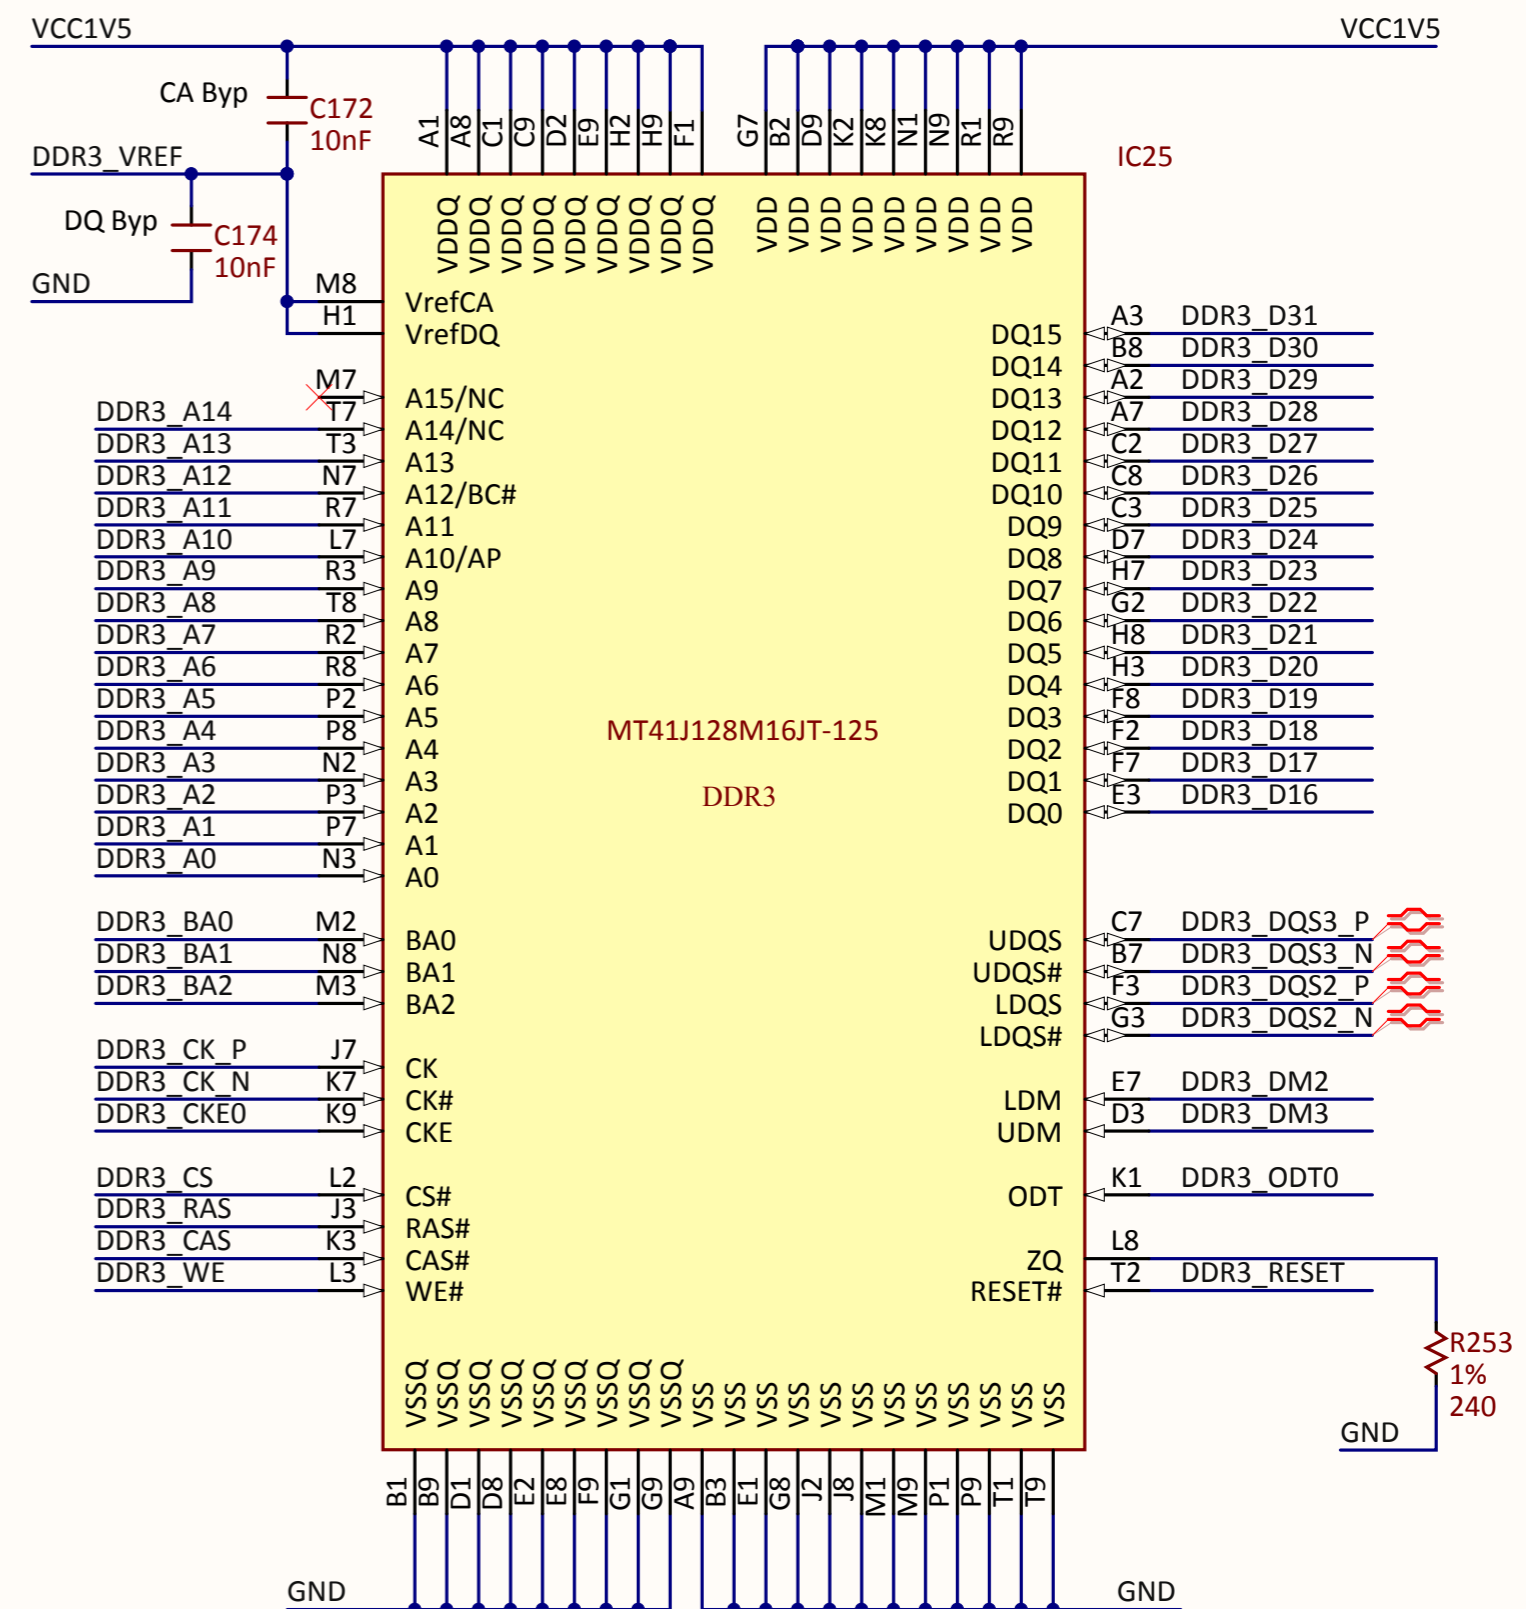 VCC1V5
VCC1V5
CA Byp
C172
10nF
DDR3_VREF
DQ Byp
C174
10nF
GND
A1 A8 C1 C9 D2 E9 H2 H9 F1
G7 B2 D9 K2 K8 N1 N9 R1 R9
IC25
VDDQ VDDQ VDDQ VDDQ VDDQ VDDQ VDDQ VDDQ VDDQ
VDD VDD VDD VDD VDD VDD VDD VDD VDD
M8 VrefCA
H1 VrefDQ
M7 A15/NC
DDR3_A14 T7 A14/NC
DDR3_A13 T3 A13
DDR3_A12 N7 A12/BC#
DDR3_A11 R7 A11
DDR3_A10 L7 A10/AP
DDR3_A9 R3 A9
DDR3_A8 T8 A8
DDR3_A7 R2 A7
DDR3_A6 R8 A6
DDR3_A5 P2 A5
DDR3_A4 P8 A4
DDR3_A3 N2 A3
DDR3_A2 P3 A2
DDR3_A1 P7 A1
DDR3_A0 N3 A0
DDR3_BA0 M2 BA0
DDR3_BA1 N8 BA1
DDR3_BA2 M3 BA2
DDR3_CK_P J7 CK
DDR3_CK_N K7 CK#
DDR3_CKE0 K9 CKE
DDR3_CS L2 CS#
DDR3_RAS J3 RAS#
DDR3_CAS K3 CAS#
DDR3_WE L3 WE#
MT41J128M16JT-125
DDR3
DQ15 A3 DDR3_D31
DQ14 B8 DDR3_D30
DQ13 A2 DDR3_D29
DQ12 A7 DDR3_D28
DQ11 C2 DDR3_D27
DQ10 C8 DDR3_D26
DQ9 C3 DDR3_D25
DQ8 D7 DDR3_D24
DQ7 H7 DDR3_D23
DQ6 G2 DDR3_D22
DQ5 H8 DDR3_D21
DQ4 H3 DDR3_D20
DQ3 F8 DDR3_D19
DQ2 F2 DDR3_D18
DQ1 F7 DDR3_D17
DQ0 E3 DDR3_D16
UDQS C7 DDR3_DQS3_P
UDQS# B7 DDR3_DQS3_N
LDQS F3 DDR3_DQS2_P
LDQS# G3 DDR3_DQS2_N
LDM E7 DDR3_DM2
UDM D3 DDR3_DM3
ODT K1 DDR3_ODT0
ZQ L8
RESET# T2 DDR3_RESET
R253
1%
240
GND
VSSQ VSSQ VSSQ VSSQ VSSQ VSSQ VSSQ VSSQ VSSQ VSS VSS VSS VSS VSS VSS VSS VSS VSS VSS VSS VSS
B1 B9 D1 D8 E2 E8 F9 G1 G9 A9 B3 E1 G8 J2 J8 M1 M9 P1 P9 T1 T9
GND
GND